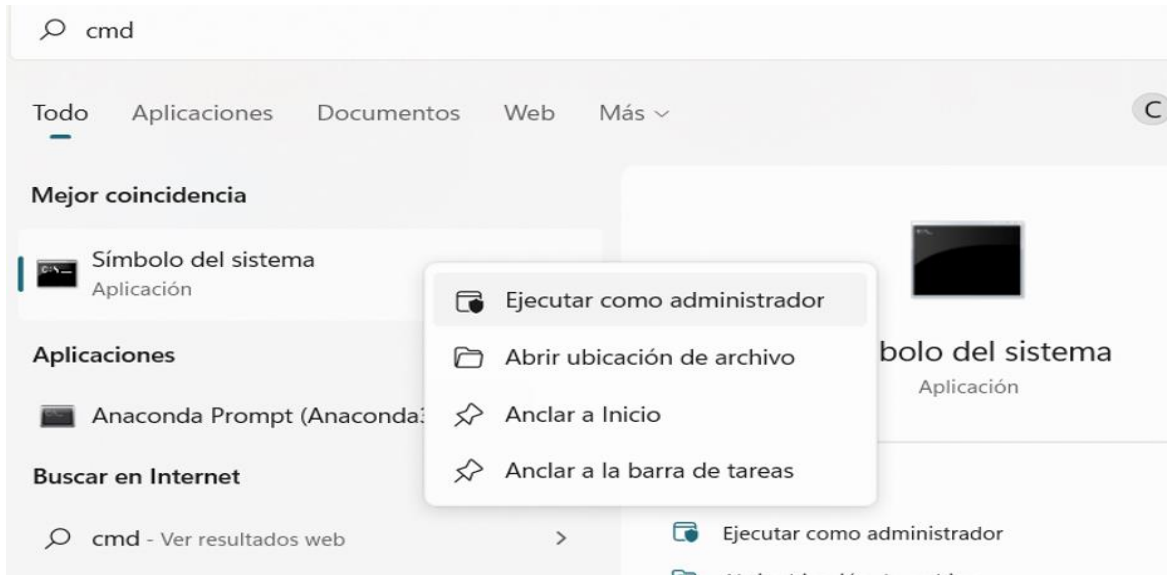 cmd
Todo Aplicaciones Documentos Web Más
C
Mejor coincidencia
Símbolo del sistema
Aplicación
Aplicaciones
Anaconda Prompt (Anaconda
Buscar en Internet
cmd - Ver resultados web
Ejecutar como administrador
Abrir ubicación de archivo
Anclar a Inicio
Anclar a la barra de tareas
bolo del sistema
Aplicación
Ejecutar como administrador